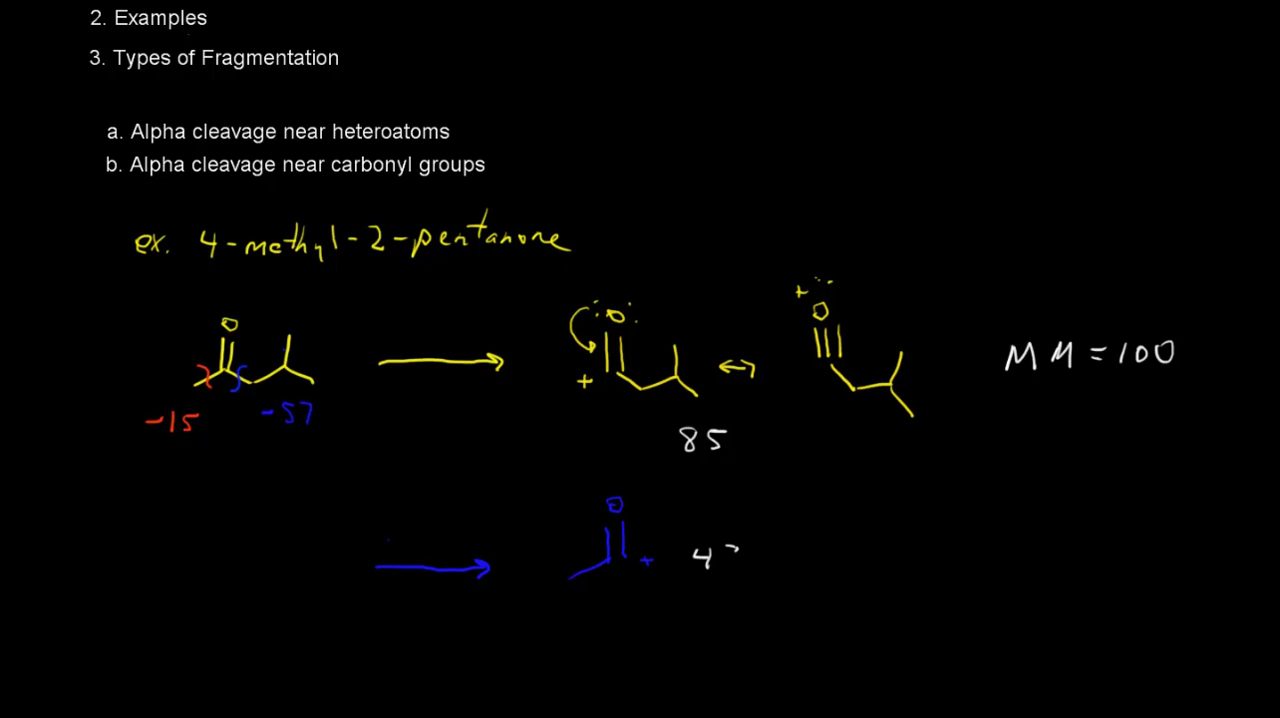 2. Examples
3. Types of Fragmentation
a. Alpha cleavage near heteroatoms
b. Alpha cleavage near carbonyl groups
ex. 4-methyl-2-pentanone
O :O: + O MM=100
+
-15 -57 85
O
+ 4